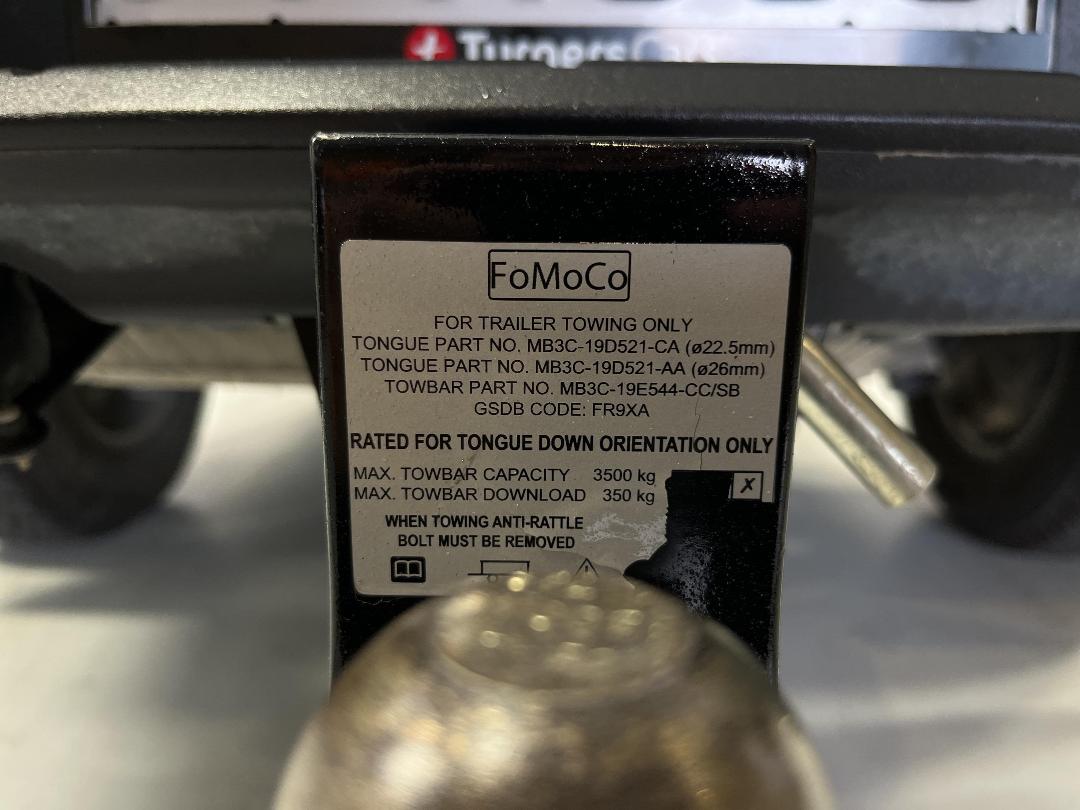 Turners
FoMoCo
FOR TRAILER TOWING ONLY
TONGUE PART NO. MB3C-19D521-CA (ø22.5mm)
TONGUE PART NO. MB3C-19D521-AA (ø26mm)
TOWBAR PART NO. MB3C-19E544-CC/SB
GSDB CODE: FR9XA
RATED FOR TONGUE DOWN ORIENTATION ONLY
MAX. TOWBAR CAPACITY 3500 kg
MAX. TOWBAR DOWNLOAD 350 kg
WHEN TOWING ANTI-RATTLE
BOLT MUST BE REMOVED